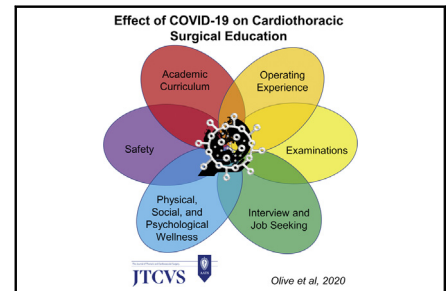 Effect of COVID-19 on Cardiothoracic
Surgical Education
Academic
Curriculum
Operating
Experience
Safety
Examinations
Physical,
Social, and
Psychological
Wellness
Interview and
Job Seeking
JTCVS
Olive et al, 2020